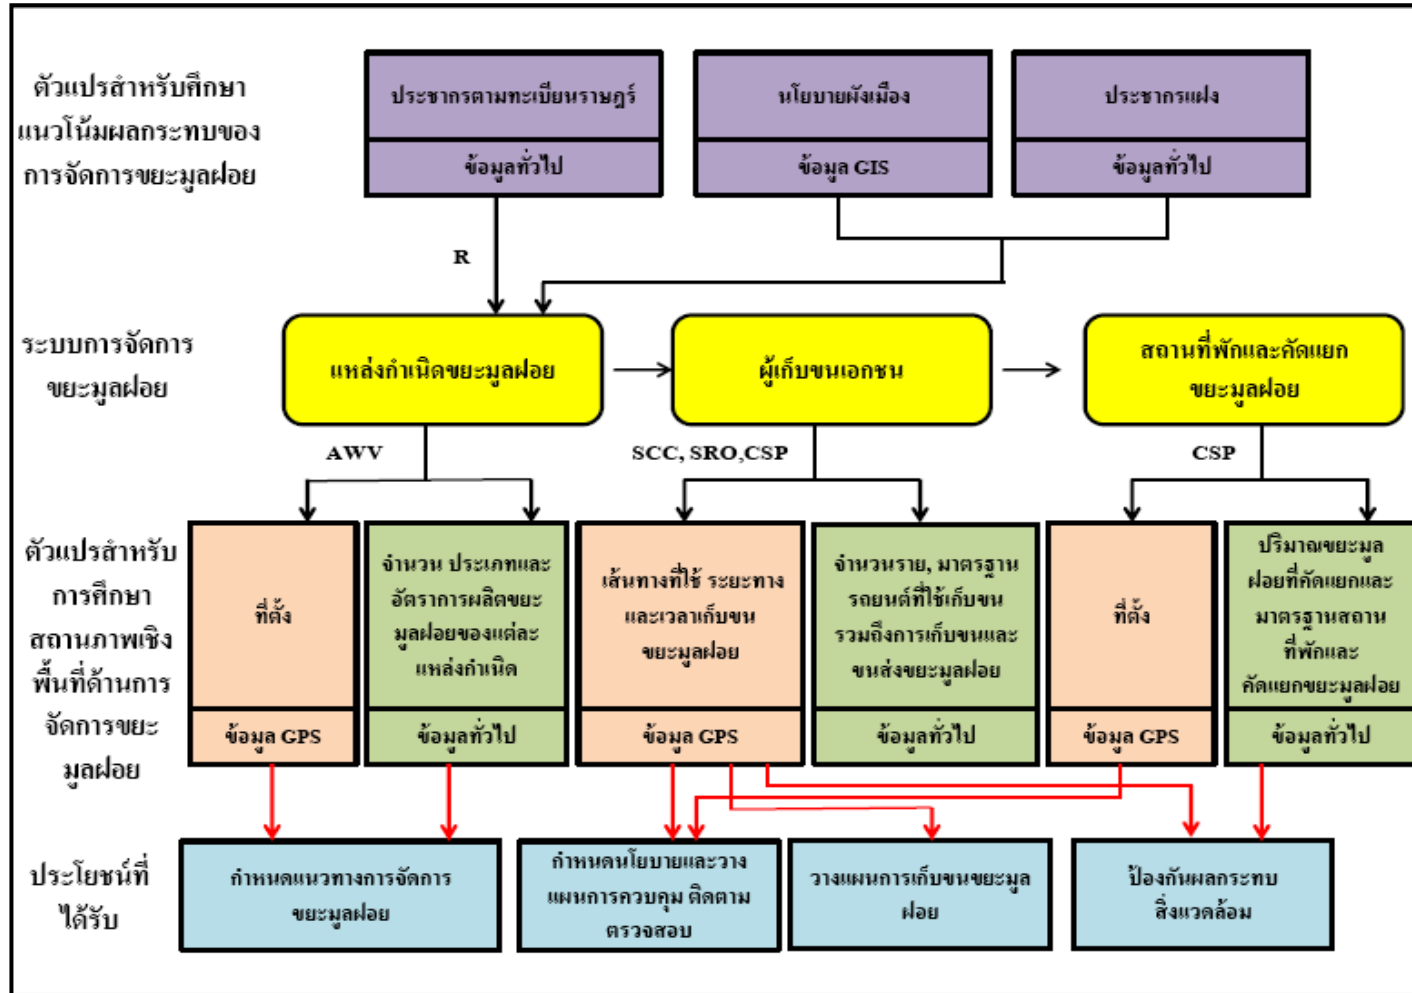 ตัวแปรสำหรับศึกษา
แนวโน้มผลกระทบของ
การจัดการขยะมูลฝอย
ประชากรตามทะเบียนราษฎร์
ข้อมูลทั่วไป
นโยบายผังเมือง
ข้อมูล GIS
ประชากรแฝง
ข้อมูลทั่วไป
R
ระบบการจัดการ
ขยะมูลฝอย
แหล่งกำเนิดขยะมูลฝอย
ผู้เก็บขนเอกชน
สถานที่พักและคัดแยก
ขยะมูลฝอย
AWV
SCC, SRO,CSP
CSP
ตัวแปรสำหรับ
การศึกษา
สถานภาพเชิง
พื้นที่ด้านการ
จัดการขยะ
มูลฝอย
ที่ตั้ง
ข้อมูล GPS
จำนวน ประเภทและ
อัตราการผลิตขยะ
มูลฝอยของแต่ละ
แหล่งกำเนิด
ข้อมูลทั่วไป
เส้นทางที่ใช้ ระยะทาง
และเวลาเก็บขน
ขยะมูลฝอย
ข้อมูล GPS
จำนวนราย, มาตรฐาน
รถยนต์ที่ใช้เก็บขน
รวมถึงการเก็บขนและ
ขนส่งขยะมูลฝอย
ข้อมูลทั่วไป
ที่ตั้ง
ข้อมูล GPS
ปริมาณขยะมูล
ฝอยที่คัดแยกและ
มาตรฐานสถาน
ที่พักและ
คัดแยกขยะมูลฝอย
ข้อมูลทั่วไป
ประโยชน์ที่
ได้รับ
กำหนดแนวทางการจัดการ
ขยะมูลฝอย
กำหนดนโยบายและวาง
แผนการควบคุม ติดตาม
ตรวจสอบ
วางแผนการเก็บขนขยะมูล
ฝอย
ป้องกันผลกระทบ
สิ่งแวดล้อม